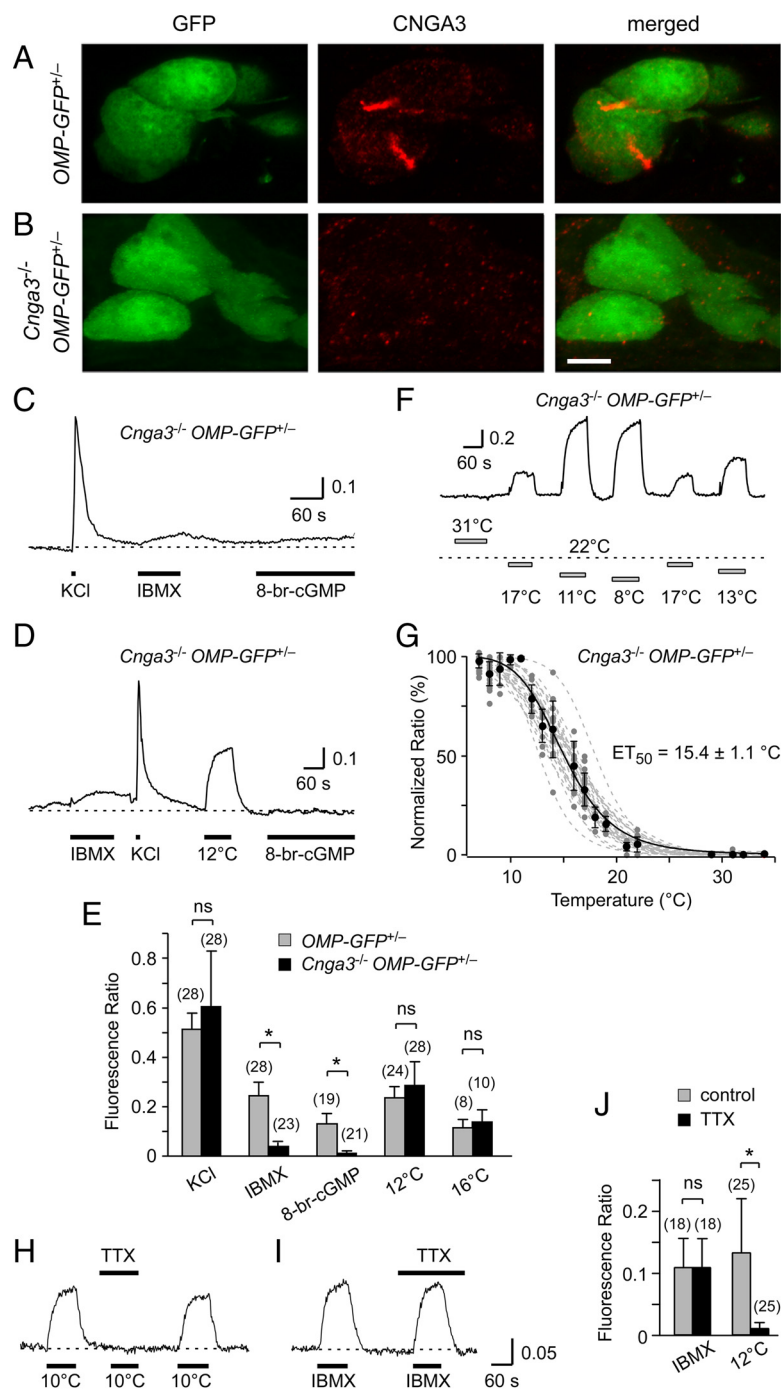 GFP CNGA3 merged
A
OMP-GFP+/–
B
Cnga3-/-
OMP-GFP+/–
C
Cnga3-/- OMP-GFP+/–
0.1
60 s
KCl IBMX 8-br-cGMP
F
Cnga3-/- OMP-GFP+/–
0.2
60 s
31°C
22°C
17°C 11°C 8°C 17°C 13°C
D
Cnga3-/- OMP-GFP+/–
0.1
60 s
IBMX KCl 12°C 8-br-cGMP
G
Cnga3-/- OMP-GFP+/–
Normalized Ratio (%)
100
50
0
ET50 = 15.4 ± 1.1 °C
10 20 30
Temperature (°C)
E
OMP-GFP+/–
Cnga3-/- OMP-GFP+/–
Fluorescence Ratio
0.8
0.6
0.4
0.2
0
ns * * ns ns
(28) (28) (28) (23) (19) (21) (24) (28) (8) (10)
KCl IBMX 8-br-cGMP 12°C 16°C
H
TTX
10°C 10°C 10°C
I
TTX
IBMX IBMX
0.05
60 s
J
control
TTX
Fluorescence Ratio
0.2
0.1
0
ns *
(18) (18) (25) (25)
IBMX 12°C